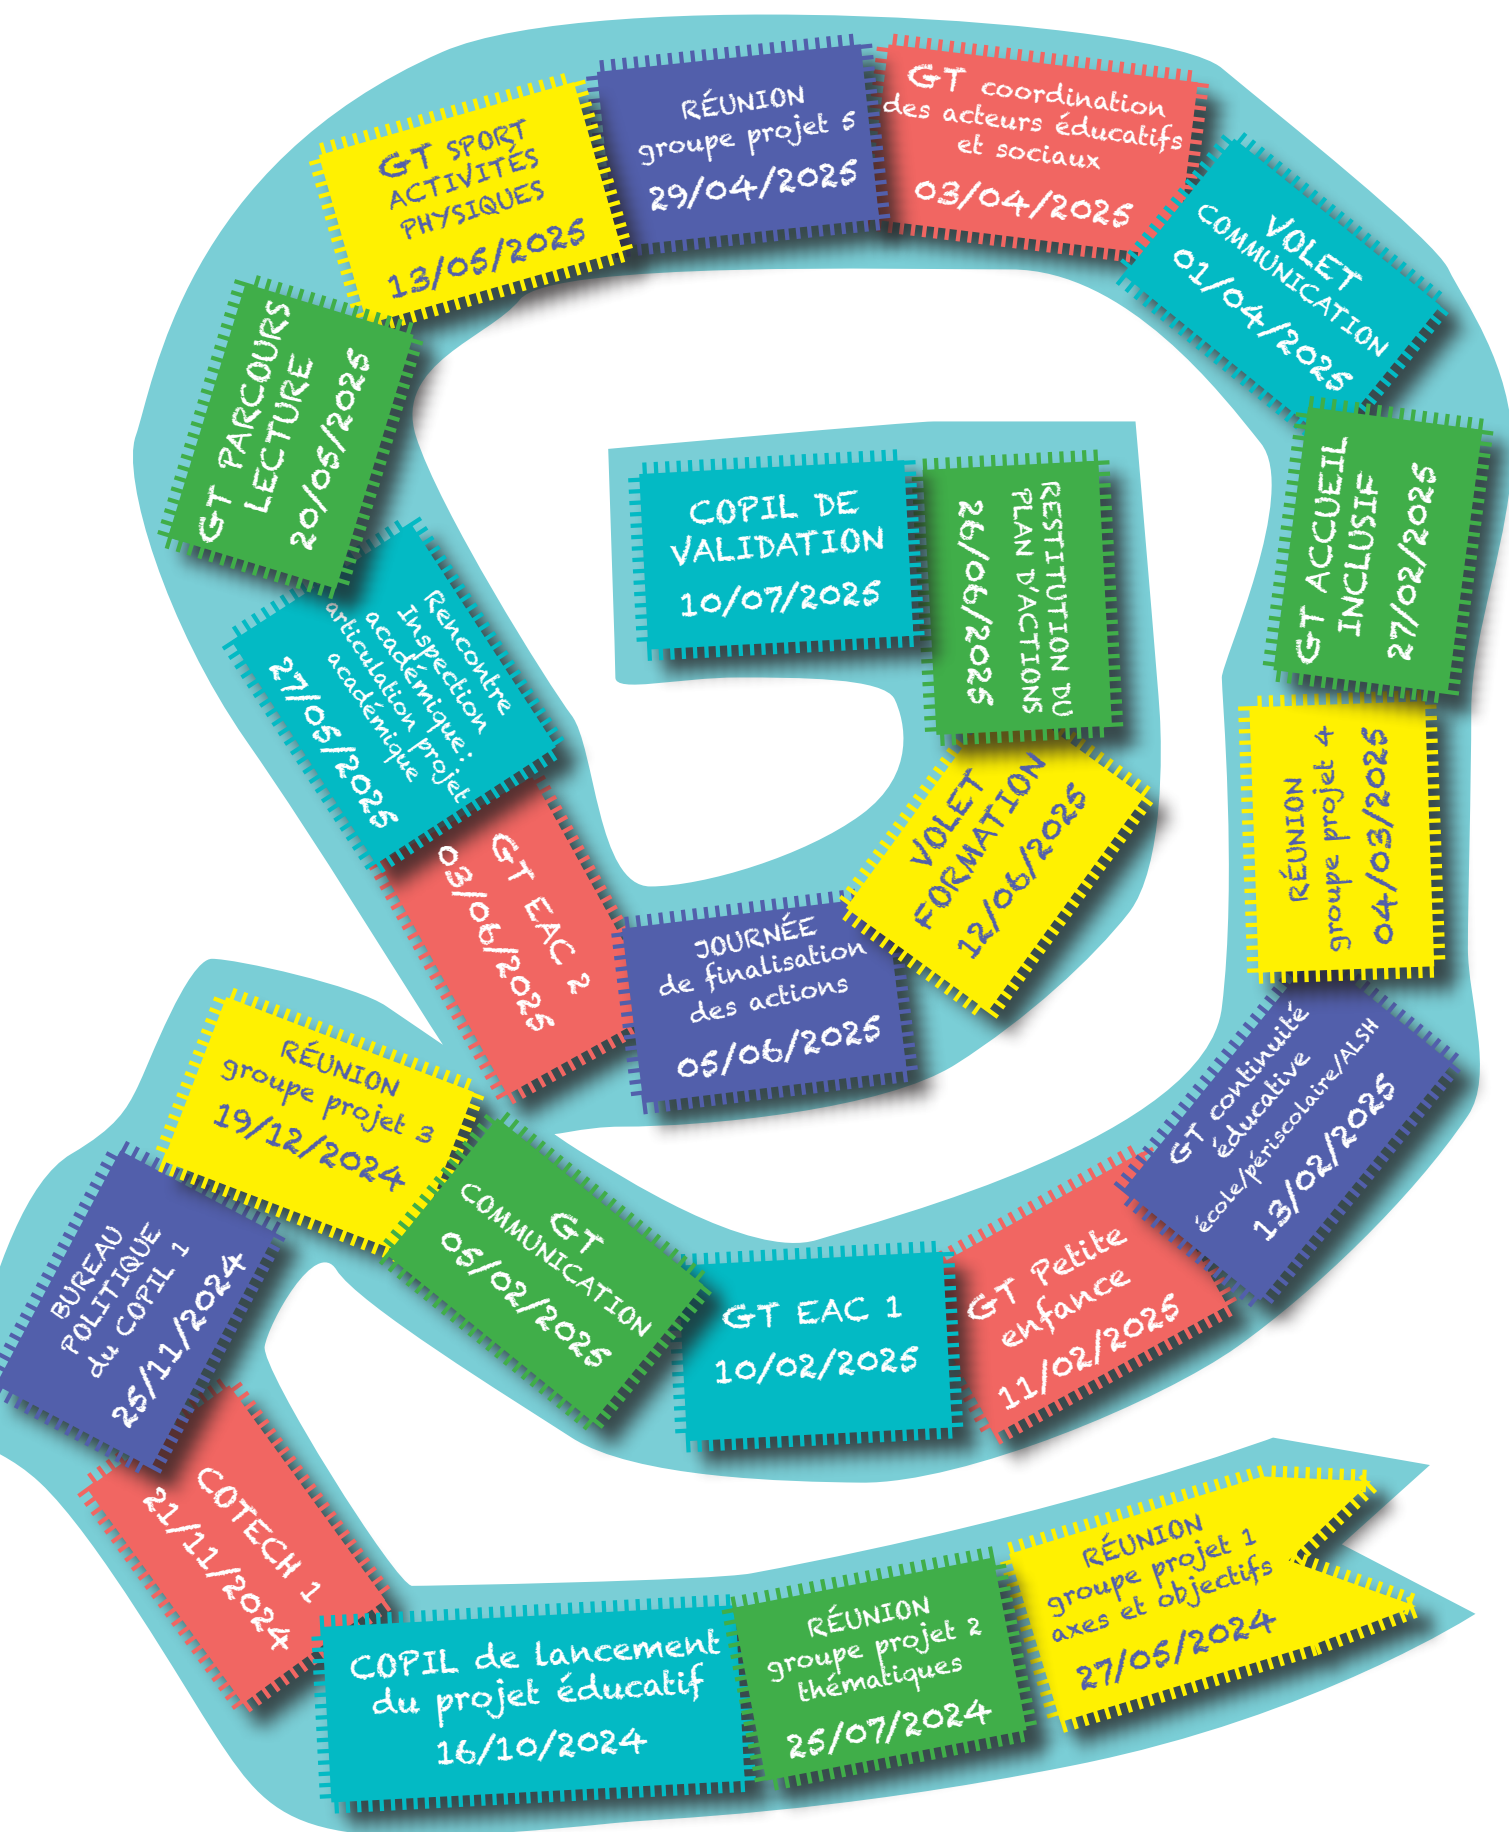 RÉUNION
groupe projet 1
axes et objectifs
27/05/2024
RÉUNION
groupe projet 2
thématiques
25/07/2024
COPIL de lancement
du projet éducatif
16/10/2024
COTECH 1
21/11/2024
BUREAU
POLITIQUE
du COPIL 1
25/11/2024
RÉUNION
groupe projet 3
19/12/2024
GT
COMMUNICATION
05/02/2025
GT EAC 1
10/02/2025
GT Petite
enfance
11/02/2025
GT continuité
éducative
école/périscolaire/ALSH
13/02/2025
RÉUNION
groupe projet 4
04/03/2025
GT ACCUEIL
INCLUSIF
27/02/2025
VOLET
COMMUNICATION
01/04/2025
GT coordination
des acteurs éducatifs
et sociaux
03/04/2025
RÉUNION
groupe projet 5
29/04/2025
GT SPORT
ACTIVITÉS
PHYSIQUES
13/05/2025
GT PARCOURS
LECTURE
20/05/2025
Rencontre
Inspection
académique:
articulation projet
académique
27/05/2025
GT EAC 2
03/06/2025
JOURNÉE
de finalisation
des actions
05/06/2025
VOLET
FORMATION
12/06/2025
RESTITUTION DU
PLAN D'ACTIONS
26/06/2025
COPIL DE
VALIDATION
10/07/2025